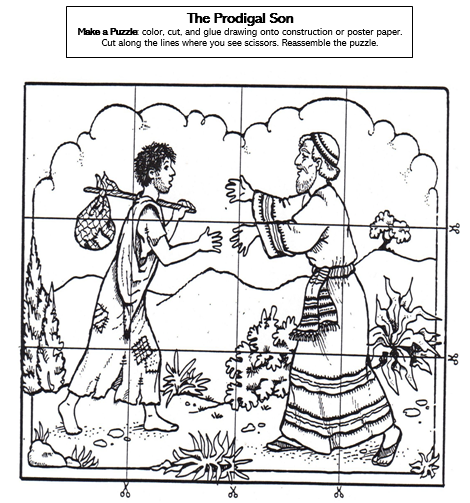 The Prodigal Son
Make a Puzzle: color, cut, and glue drawing onto construction or poster paper.
Cut along the lines where you see scissors. Reassemble the puzzle.